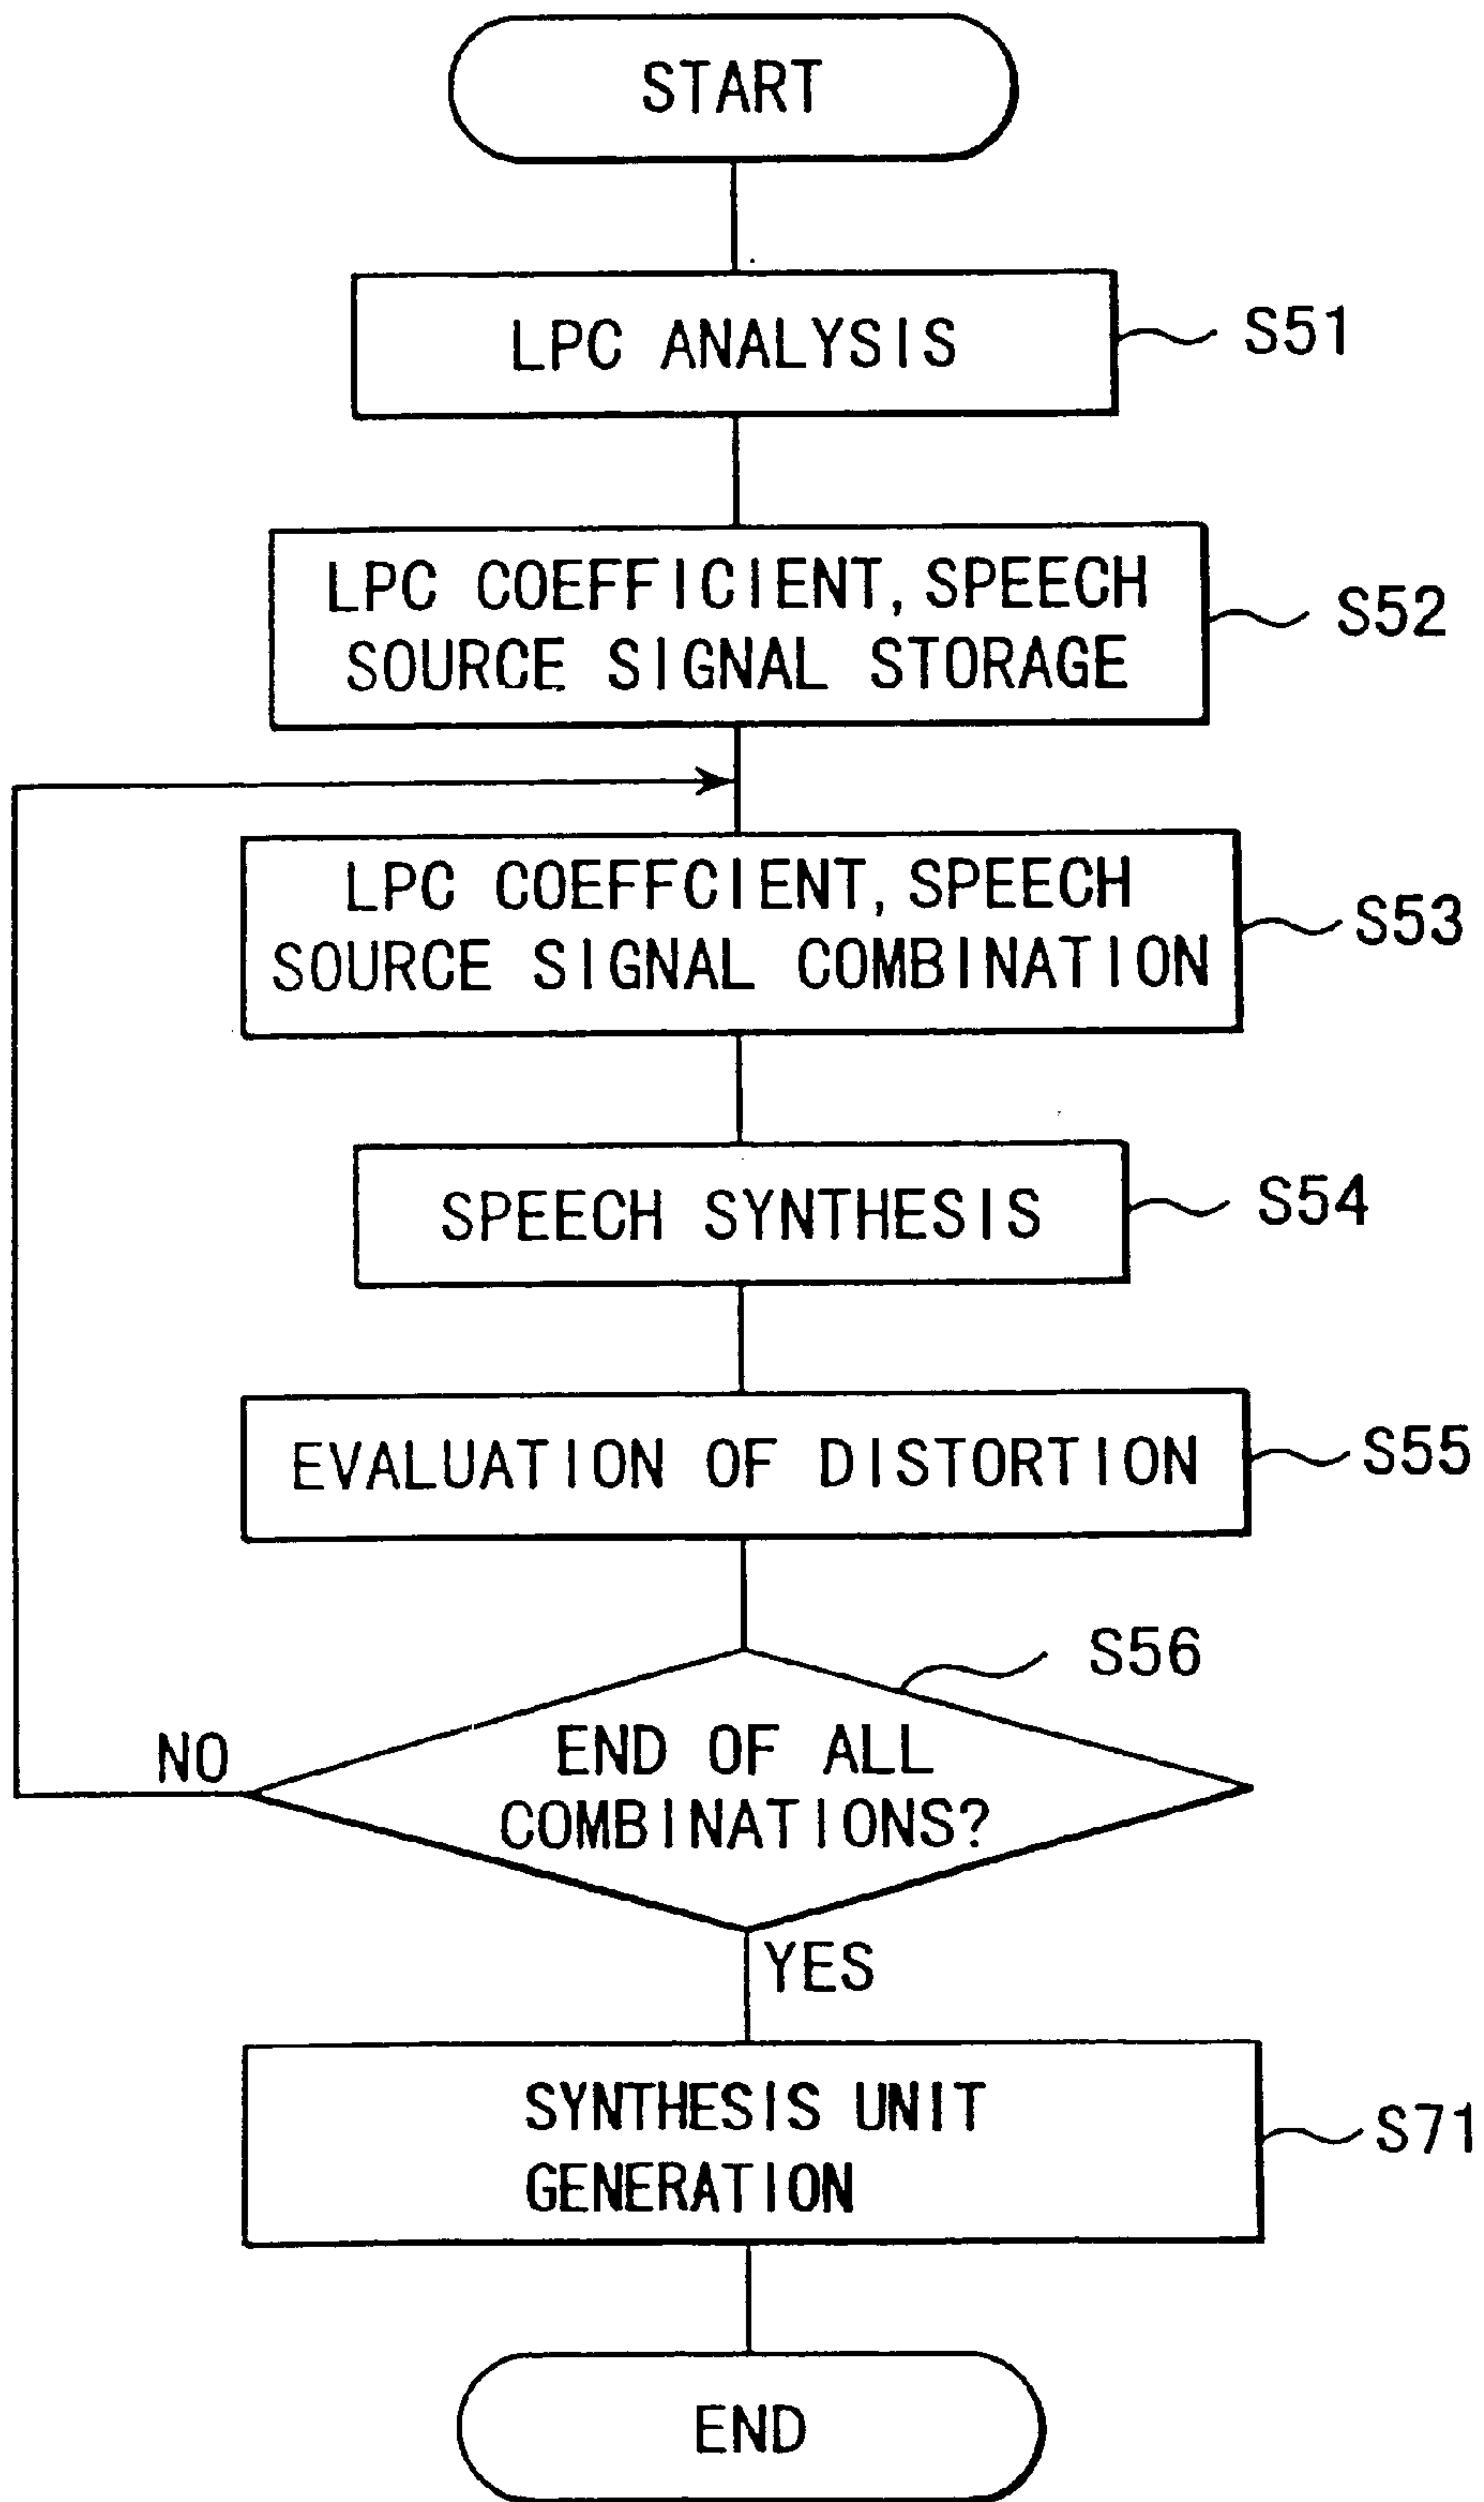 START
LPC ANALYSIS
S51
LPC COEFFICIENT, SPEECH
SOURCE SIGNAL STORAGE
S52
LPC COEFFCIENT, SPEECH
SOURCE SIGNAL COMBINATION
S53
SPEECH SYNTHESIS
S54
EVALUATION OF DISTORTION
S55
S56
END OF ALL
COMBINATIONS?
NO
YES
SYNTHESIS UNIT
GENERATION
S71
END